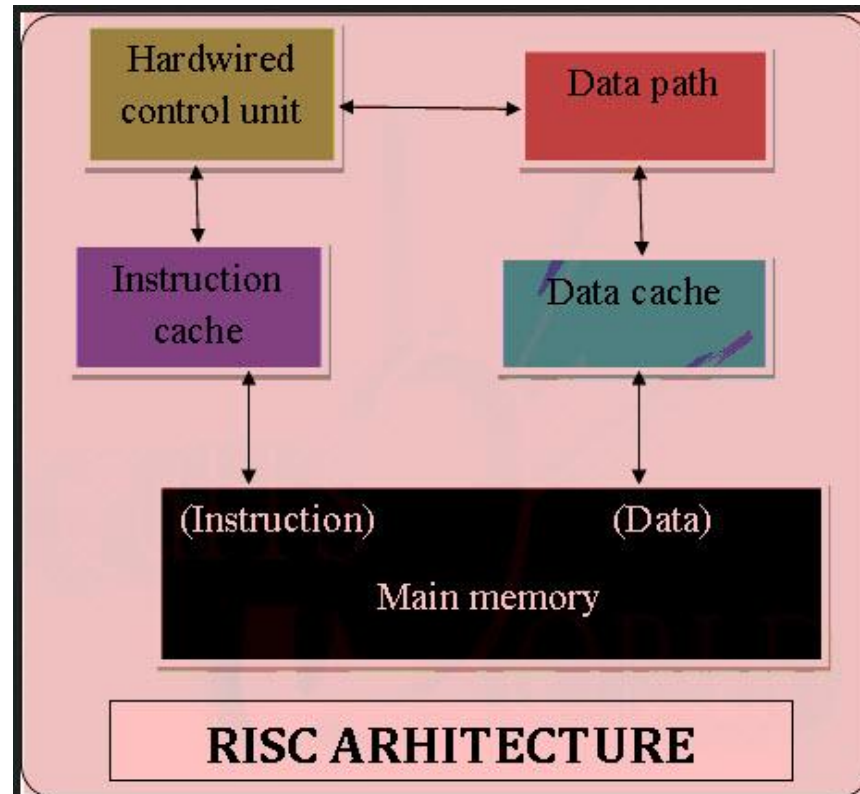 Hardwired
control unit
Data path
Instruction
cache
Data cache
(Instruction)
(Data)
Main memory
RISC ARHITECTURE